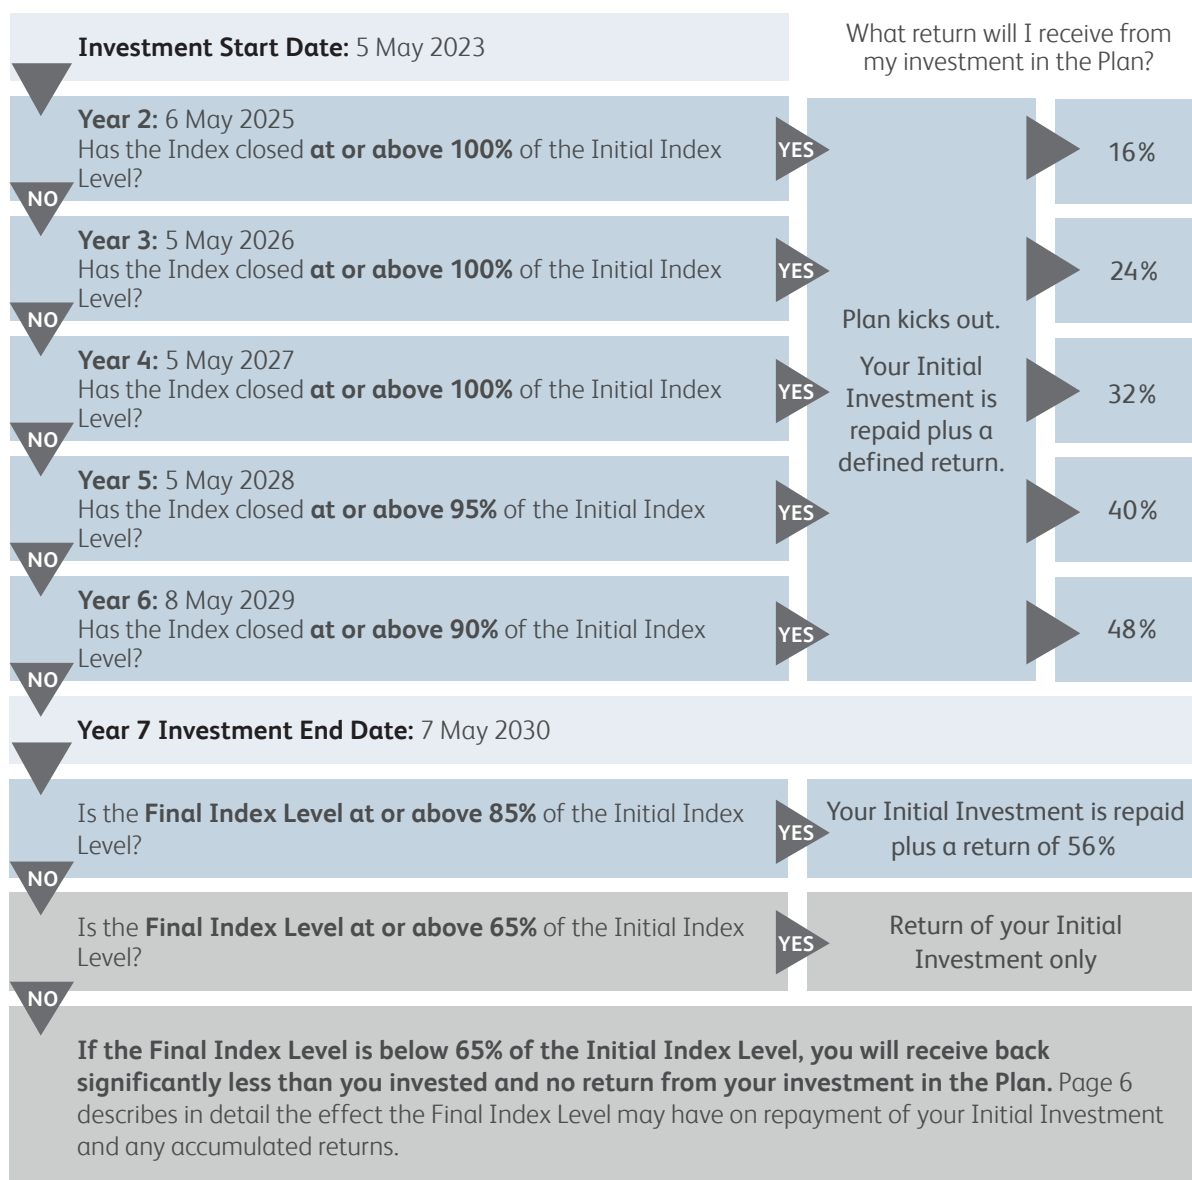 Investment Start Date: 5 May 2023
What return will I receive from
my investment in the Plan?
Year 2: 6 May 2025
Has the Index closed at or above 100% of the Initial Index
Level?
YES
16%
NO
Year 3: 5 May 2026
Has the Index closed at or above 100% of the Initial Index
Level?
YES
24%
NO
Year 4: 5 May 2027
Has the Index closed at or above 100% of the Initial Index
Level?
YES
32%
NO
Year 5: 5 May 2028
Has the Index closed at or above 95% of the Initial Index
Level?
YES
40%
NO
Year 6: 8 May 2029
Has the Index closed at or above 90% of the Initial Index
Level?
YES
48%
NO
Plan kicks out.
Your Initial
Investment is
repaid plus a
defined return.
Year 7 Investment End Date: 7 May 2030
Is the Final Index Level at or above 85% of the Initial Index
Level?
YES
Your Initial Investment is repaid
plus a return of 56%
NO
Is the Final Index Level at or above 65% of the Initial Index
Level?
YES
Return of your Initial
Investment only
NO
If the Final Index Level is below 65% of the Initial Index Level, you will receive back
significantly less than you invested and no return from your investment in the Plan. Page 6
describes in detail the effect the Final Index Level may have on repayment of your Initial Investment
and any accumulated returns.